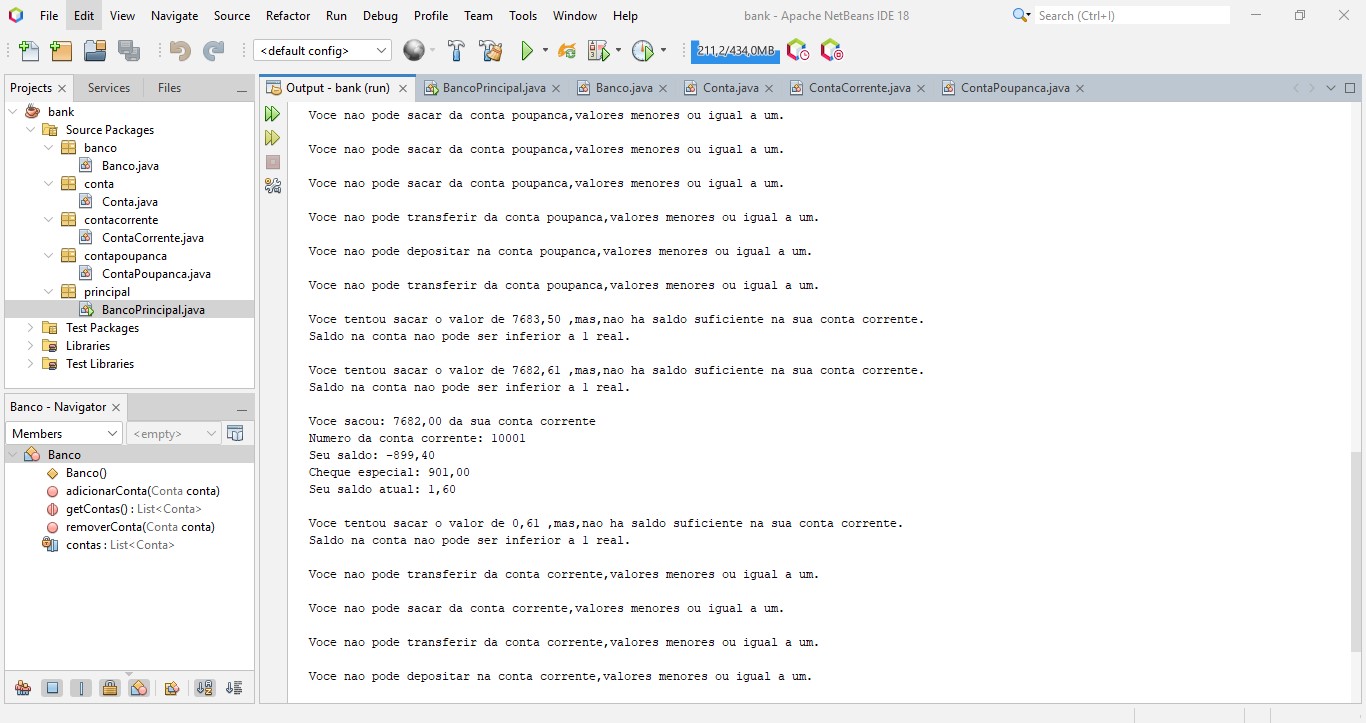 File Edit View Navigate Source Refactor Run Debug Profile Team Tools Window Help
bank - Apache NetBeans IDE 18
Search (Ctrl+I)
<default config>
211,2/434,0MB
Projects Services Files
bank
Source Packages
banco
Banco.java
conta
Conta.java
contacorrente
ContaCorrente.java
contapoupanca
ContaPoupanca.java
principal
BancoPrincipal.java
Test Packages
Libraries
Test Libraries
Banco - Navigator
Members <empty>
Banco
Banco()
adicionarConta(Conta conta)
getContas() : List<Conta>
removerConta(Conta conta)
contas : List<Conta>
Output - bank (run) BancoPrincipal.java Banco.java Conta.java ContaCorrente.java ContaPoupanca.java
Voce nao pode sacar da conta poupanca,valores menores ou igual a um.
Voce nao pode sacar da conta poupanca,valores menores ou igual a um.
Voce nao pode sacar da conta poupanca,valores menores ou igual a um.
Voce nao pode transferir da conta poupanca,valores menores ou igual a um.
Voce nao pode depositar na conta poupanca,valores menores ou igual a um.
Voce nao pode transferir da conta poupanca,valores menores ou igual a um.
Voce tentou sacar o valor de 7683,50 ,mas,nao ha saldo suficiente na sua conta corrente.
Saldo na conta nao pode ser inferior a 1 real.
Voce tentou sacar o valor de 7682,61 ,mas,nao ha saldo suficiente na sua conta corrente.
Saldo na conta nao pode ser inferior a 1 real.
Voce sacou: 7682,00 da sua conta corrente
Numero da conta corrente: 10001
Seu saldo: -899,40
Cheque especial: 901,00
Seu saldo atual: 1,60
Voce tentou sacar o valor de 0,61 ,mas,nao ha saldo suficiente na sua conta corrente.
Saldo na conta nao pode ser inferior a 1 real.
Voce nao pode transferir da conta corrente,valores menores ou igual a um.
Voce nao pode sacar da conta corrente,valores menores ou igual a um.
Voce nao pode transferir da conta corrente,valores menores ou igual a um.
Voce nao pode depositar na conta corrente,valores menores ou igual a um.